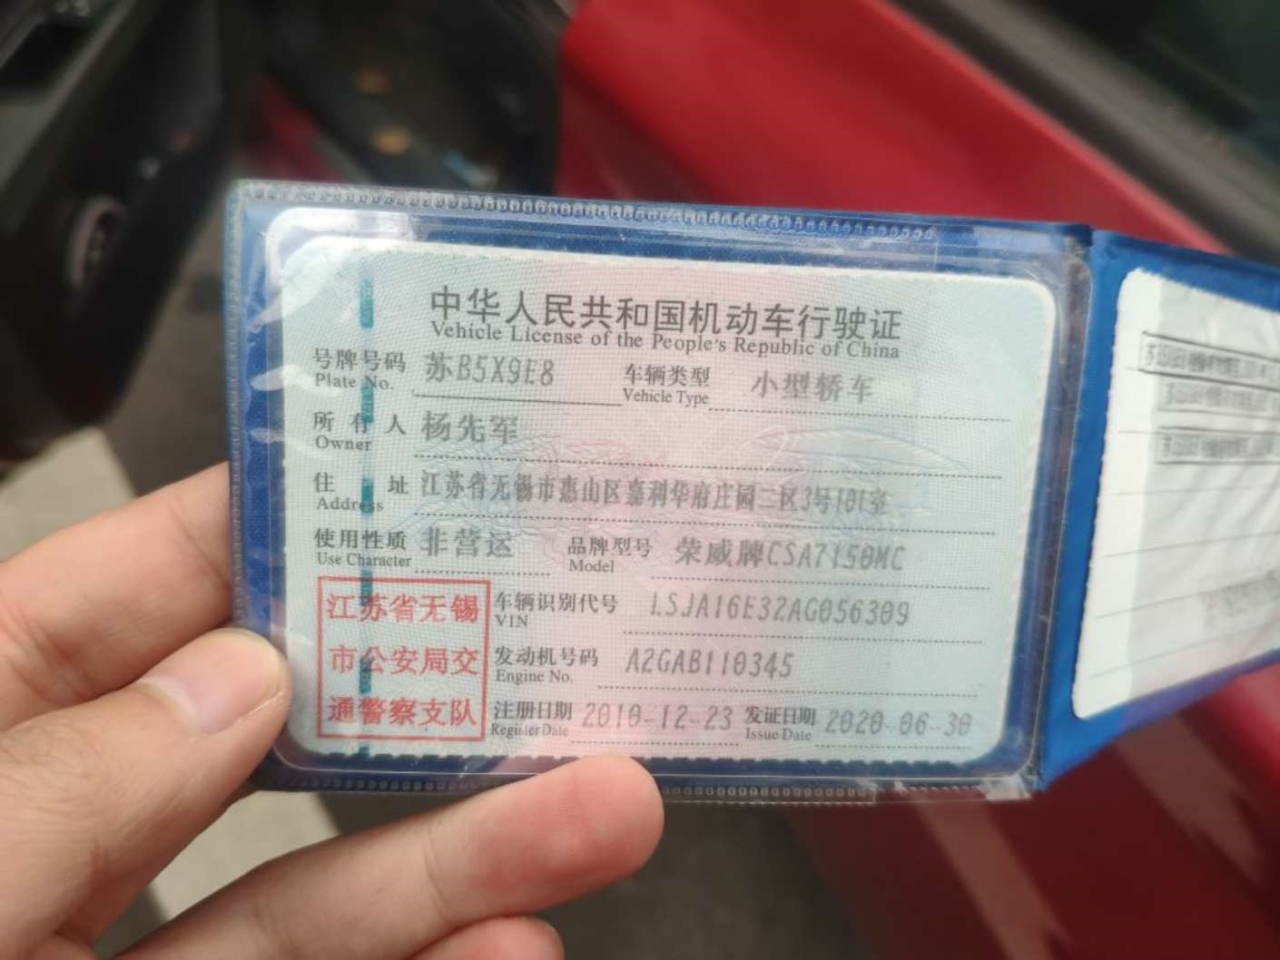 中华人民共和国机动车行驶证
Vehicle License of the People's Republic of China
号牌号码 苏B5X9E8 车辆类型 小型轿车
Plate No. Vehicle Type
所有人 杨先军
Owner
住址 江苏省无锡市惠山区嘉利华府庄园二区3号101室
Address
使用性质 非营运 品牌型号 荣威牌CSA7150MC
Use Character Model
江苏省无锡
市公安局交
通警察支队
车辆识别代号 LSJA16E32AG056309
VIN
发动机号码 A2GAB110345
Engine No.
注册日期 2010-12-23 发证日期 2020-06-30
Register Date Issue Date